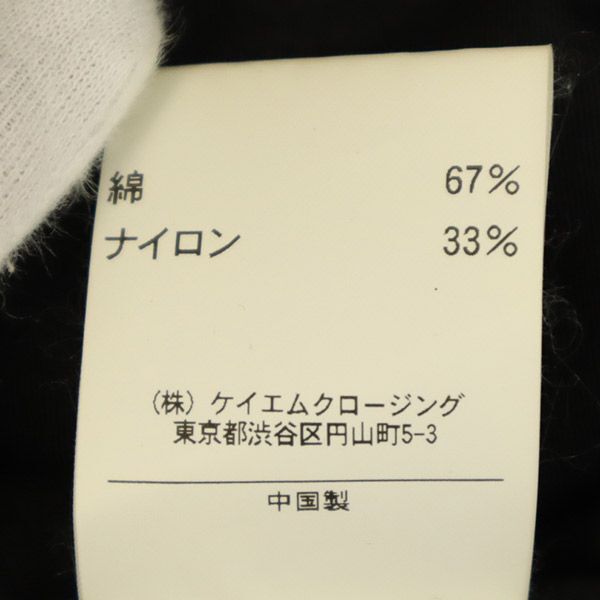 綿 67%
ナイロン 33%
(株)ケイエムクロージング
東京都渋谷区円山町5-3
中国製